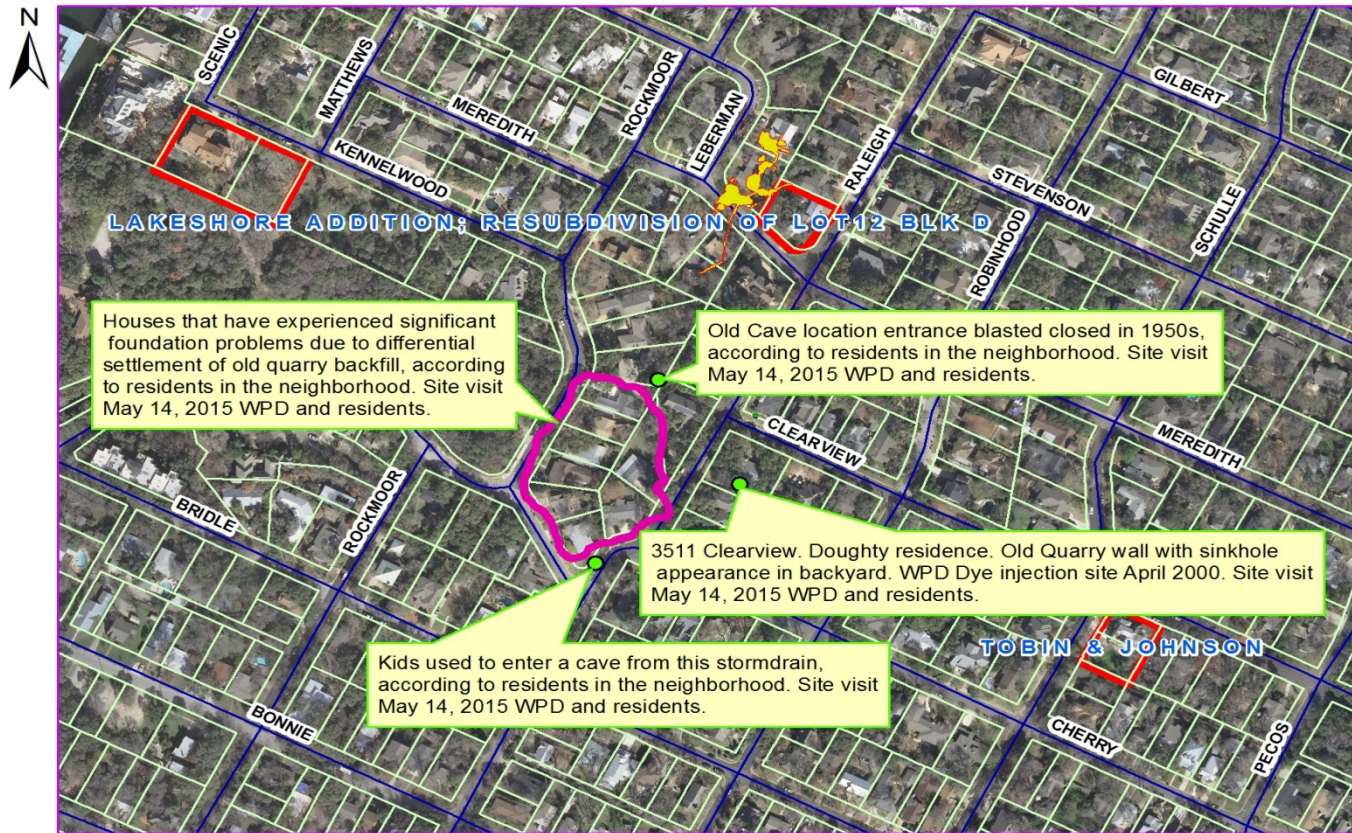 N
SCENIC
MATTHEWS
MEREDITH
ROCKMOOR
LEBERMAN
GILBERT
KENNELWOOD
RALEIGH
STEVENSON
SCHULLE
ROBINHOOD
LAKESHORE ADDITION; RESUBDIVISION OF LOT12 BLK D
Houses that have experienced significant
foundation problems due to differential
settlement of old quarry backfill, according
to residents in the neighborhood. Site visit
May 14, 2015 WPD and residents.
Old Cave location entrance blasted closed in 1950s,
according to residents in the neighborhood. Site visit
May 14, 2015 WPD and residents.
CLEARVIEW
MEREDITH
BRIDLE
ROCKMOOR
3511 Clearview. Doughty residence. Old Quarry wall with sinkhole
appearance in backyard. WPD Dye injection site April 2000. Site visit
May 14, 2015 WPD and residents.
TOBIN & JOHNSON
Kids used to enter a cave from this stormdrain,
according to residents in the neighborhood. Site visit
May 14, 2015 WPD and residents.
BONNIE
CHERRY
PECOS